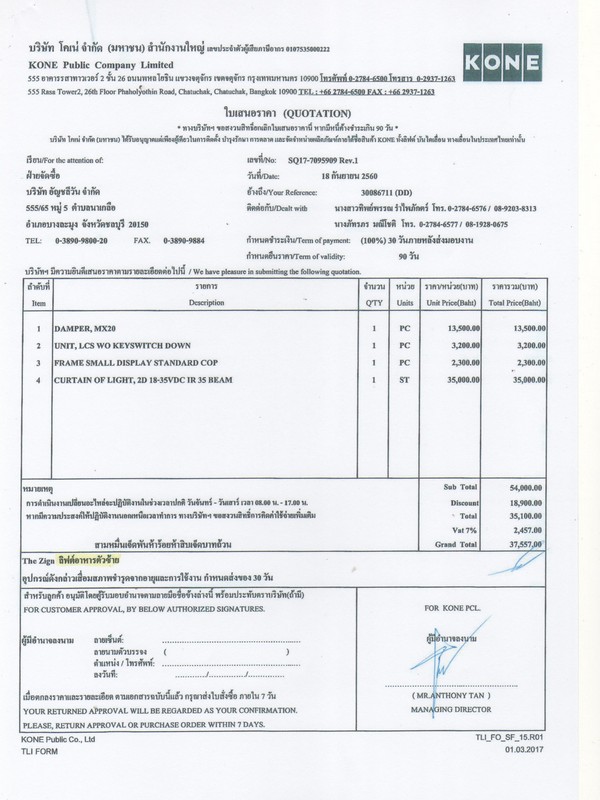 บริษัท โคเน่ จำกัด (มหาชน) สำนักงานใหญ่ เลขประจำตัวผู้เสียภาษีอากร 0107535000222
KONE Public Company Limited
555 อาคารรสาทาวเวอร์ 2 ชั้น 26 ถนนพหลโยธิน แขวงจตุจักร เขตจตุจักร กรุงเทพมหานคร 10900 โทรศัพท์ 0-2784-6500 โทรสาร 0-2937-1263
555 Rasa Tower2, 26th Floor Phaholyothin Road, Chatuchak, Chatuchak, Bangkok 10900 TEL : +66 2784-6500 FAX : +66 2937-1263
KONE
ใบเสนอราคา (QUOTATION)
* ทางบริษัทฯ ขอสงวนสิทธิ์ยกเลิกใบเสนอราคานี้ หากมีหนี้ค้างชำระเกิน 90 วัน *
บริษัท โคเน่ จำกัด (มหาชน) ได้รับอนุญาตแต่เพียงผู้เดียวในการติดตั้ง บำรุงรักษา การตลาด และจัดจำหน่ายผลิตภัณฑ์ภายใต้ชื่อสินค้า KONE ทั้งลิฟต์ บันไดเลื่อน ทางเลื่อนในประเทศไทยเท่านั้น
เรียน/For the attention of: เลขที่/No: SQ17-7095909 Rev.1
ฝ่ายจัดซื้อ วันที่/Date: 18 กันยายน 2560
บริษัท อัญชลีวัน จำกัด อ้างถึง/Your Reference: 30086711 (DD)
555/65 หมู่ 5 ตำบลนาเกลือ ติดต่อกับ/Dealt with นางสาวทิพย์พรรณ รำไพภักตร์ โทร. 0-2784-6576 / 08-9203-8313
อำเภอบางละมุง จังหวัดชลบุรี 20150 นางภัทรภร มณีโชติ โทร. 0-2784-6577 / 08-1928-0675
TEL: 0-3890-9800-20 FAX. 0-3890-9884 กำหนดชำระเงิน/Term of payment: (100%) 30 วันภายหลังส่งมอบงาน
กำหนดยืนราคา/Term of validity: 90 วัน
บริษัทฯ มีความยินดีเสนอราคาตามรายละเอียดต่อไปนี้ / We have pleasure in submitting the following quotation.
ลำดับที่ รายการ จำนวน หน่วย ราคา/หน่วย(บาท) ราคารวม(บาท)
Item Description Q'TY Units Unit Price(Baht) Total Price(Baht)
1 DAMPER, MX20 1 PC 13,500.00 13,500.00
2 UNIT, LCS WO KEYSWITCH DOWN 1 PC 3,200.00 3,200.00
3 FRAME SMALL DISPLAY STANDARD COP 1 PC 2,300.00 2,300.00
4 CURTAIN OF LIGHT, 2D 18-35VDC IR 35 BEAM 1 ST 35,000.00 35,000.00
หมายเหตุ Sub Total 54,000.00
การดำเนินงานเปลี่ยนอะไหล่จะปฏิบัติงานในช่วงเวลาปกติ วันจันทร์ - วันเสาร์ เวลา 08.00 น. - 17.00 น. Discount 18,900.00
หากมีความประสงค์ให้ปฏิบัติงานนอกเหนือเวลาทำการ ทางบริษัทฯ ขอสงวนสิทธิ์การคิดค่าใช้จ่ายเพิ่มเติม Total 35,100.00
Vat 7% 2,457.00
สามหมื่นเจ็ดพันห้าร้อยห้าสิบเจ็ดบาทถ้วน Grand Total 37,557.00
The Zign ลิฟต์อาหารตัวซ้าย
อุปกรณ์ดังกล่าวเสื่อมสภาพชำรุดจากอายุและการใช้งาน กำหนดส่งของ 30 วัน
สำหรับลูกค้า อนุมัติโดยผู้รับมอบอำนาจตามลายมือชื่อข้างล่างนี้ พร้อมประทับตราบริษัท(ถ้ามี)
FOR CUSTOMER APPROVAL, BY BELOW AUTHORIZED SIGNATURES. FOR KONE PCL.
ผู้มีอำนาจลงนาม ลายเซ็นต์: ผู้มีอำนาจลงนาม
ลายนามตัวบรรจง ( )
ตำแหน่ง / โทรศัพท์:
ลงวันที่: / /
เมื่อตกลงราคาและรายละเอียด ตามเอกสารฉบับนี้แล้ว กรุณาส่งใบสั่งซื้อ ภายใน 7 วัน ( MR.ANTHONY TAN )
YOUR RETURNED APPROVAL WILL BE REGARDED AS YOUR CONFIRMATION. MANAGING DIRECTOR
PLEASE, RETURN APPROVAL OR PURCHASE ORDER WITHIN 7 DAYS.
KONE Public Co., Ltd TLI_FO_SF_15.R01
TLI FORM 01.03.2017